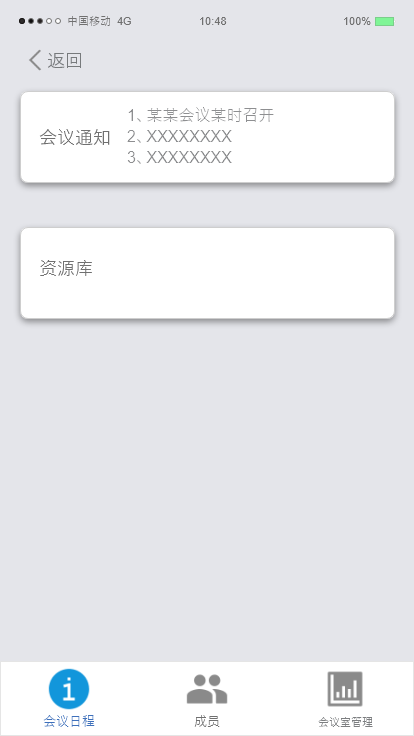 中国移动 4G 10:48 100%
返回
会议通知
1、某某会议某时召开
2、XXXXXXXX
3、XXXXXXXX
资源库
会议日程 成员 会议室管理